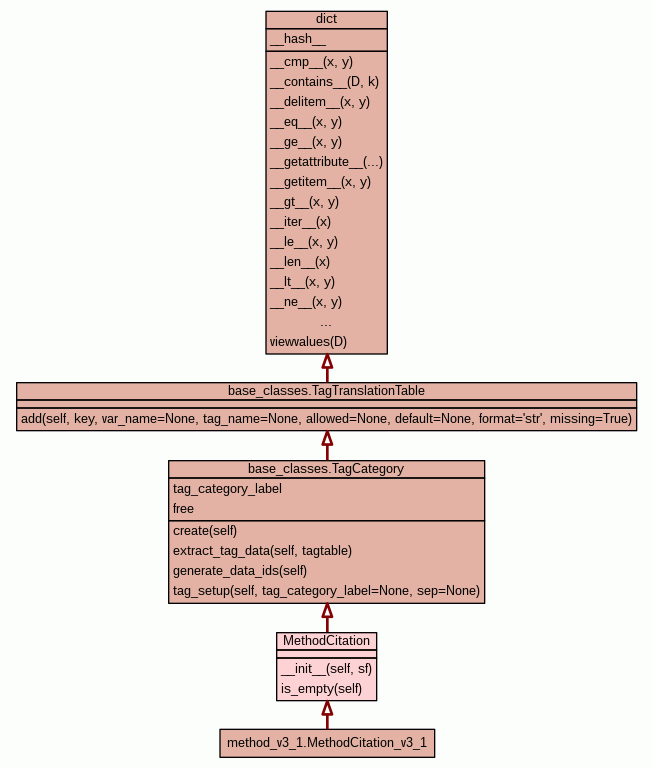 dict
__hash__
__cmp__(x, y)
__contains__(D, k)
__delitem__(x, y)
__eq__(x, y)
__ge__(x, y)
__getattribute__(...)
__getitem__(x, y)
__gt__(x, y)
__iter__(x)
__le__(x, y)
__len__(x)
__lt__(x, y)
__ne__(x, y)
...
viewvalues(D)
base_classes.TagTranslationTable
add(self, key, var_name=None, tag_name=None, allowed=None, default=None, format='str', missing=True)
base_classes.TagCategory
tag_category_label
free
create(self)
extract_tag_data(self, tagtable)
generate_data_ids(self)
tag_setup(self, tag_category_label=None, sep=None)
MethodCitation
__init__(self, sf)
is_empty(self)
method_v3_1.MethodCitation_v3_1